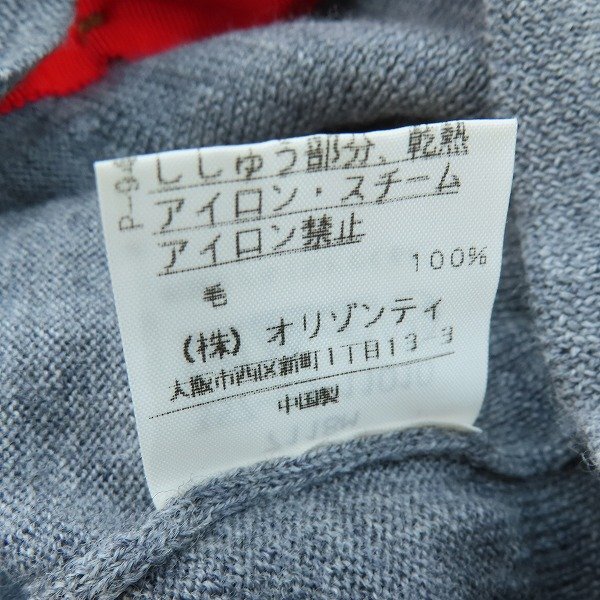 P-94
ししゅう部分、乾熱
アイロン・スチーム
アイロン禁止
毛 100%
(株) オリゾンティ
大阪市西区新町1丁目13 3
中国製